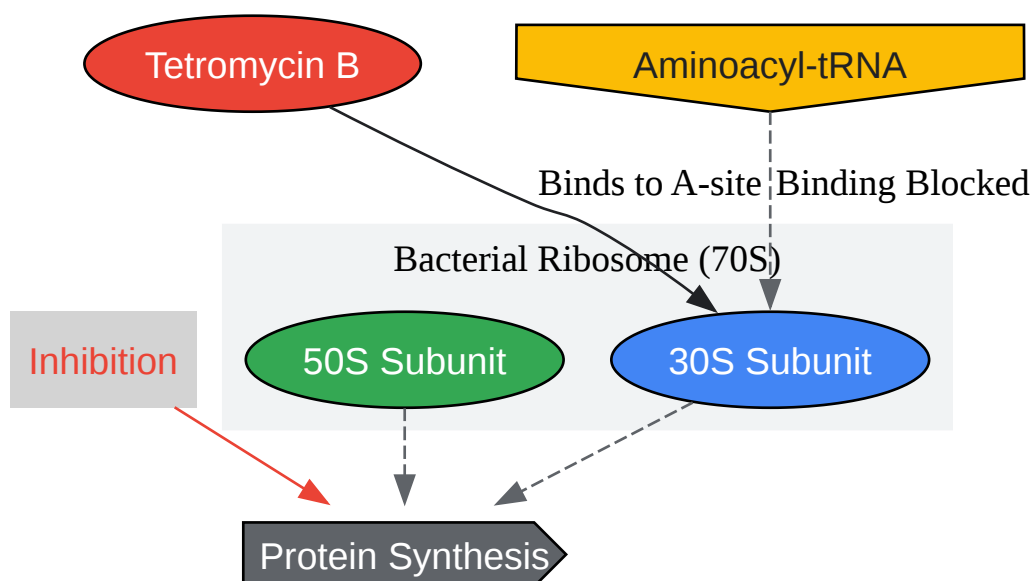 Tetromycin B
Aminoacyl-tRNA
Binds to A-site
Binding Blocked
Bacterial Ribosome (70S)
Inhibition
50S Subunit
30S Subunit
Protein Synthesis